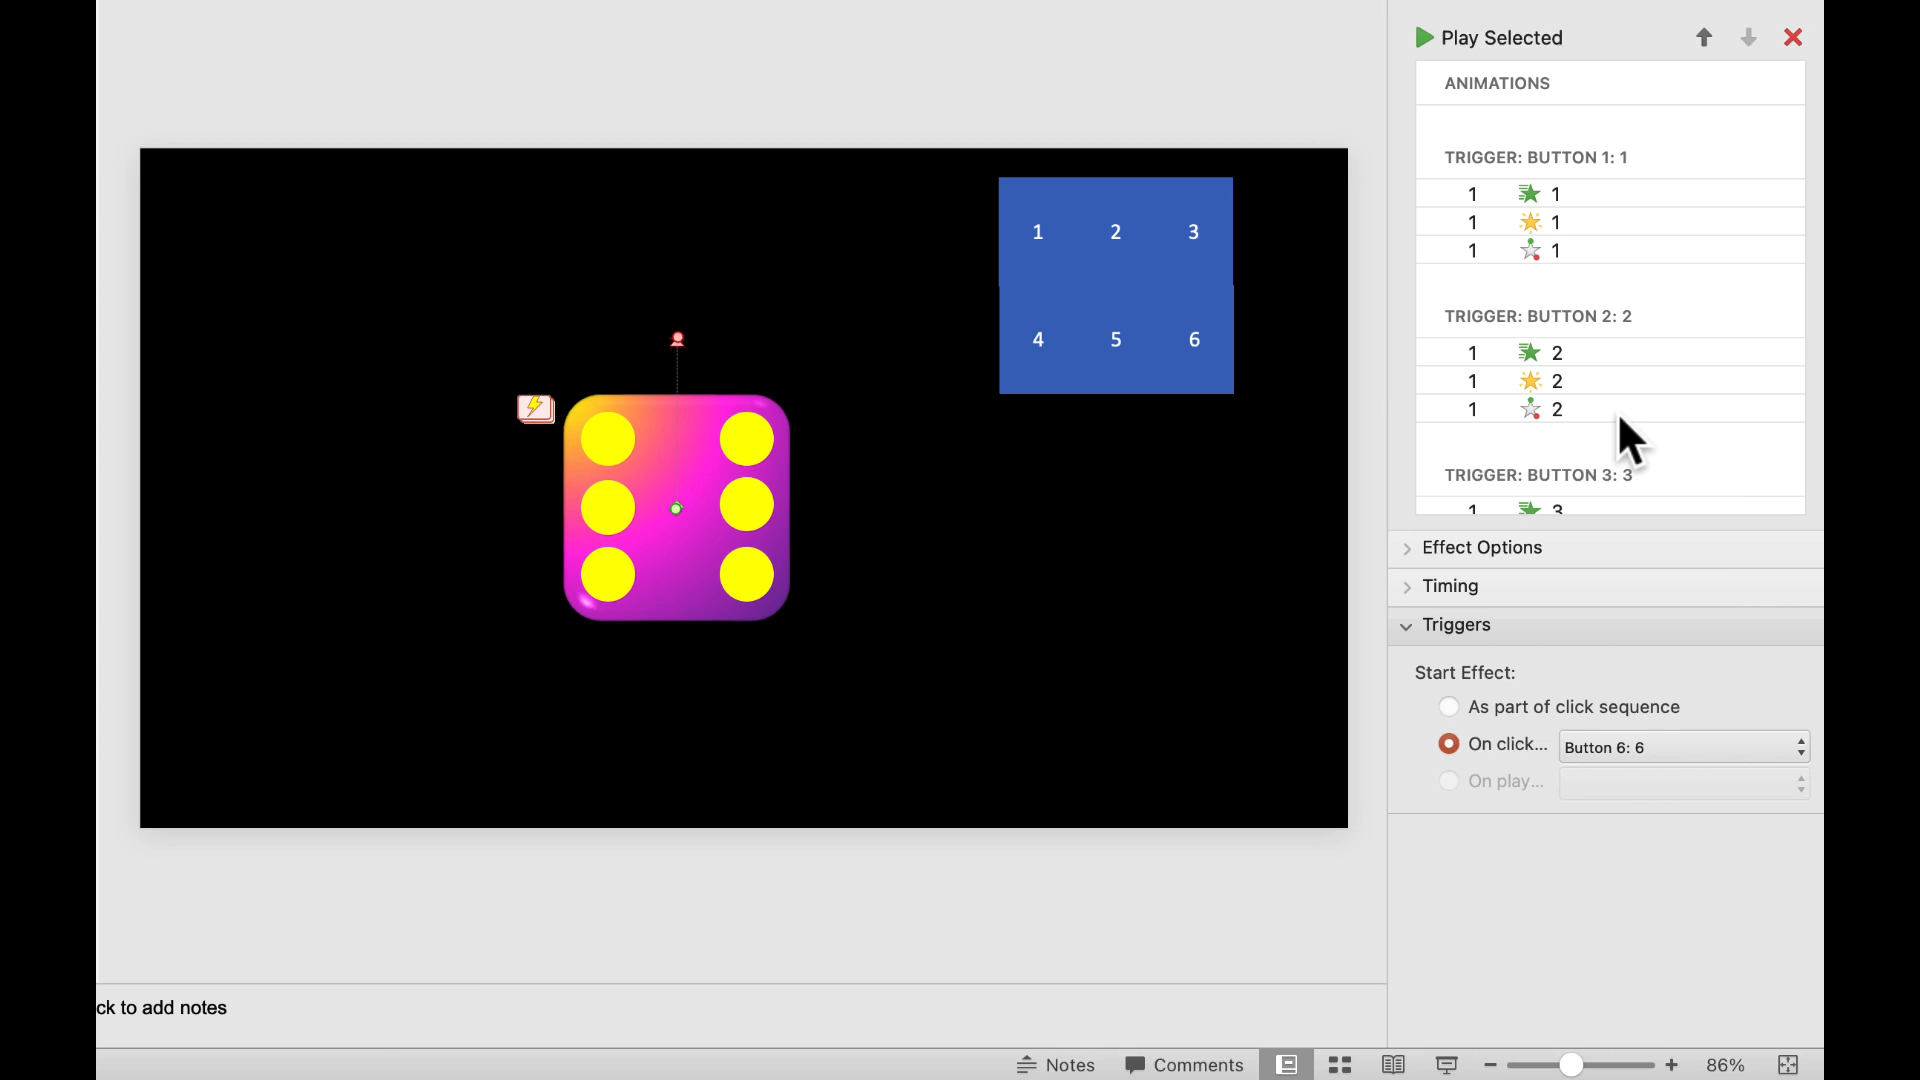 Play Selected
ANIMATIONS
TRIGGER: BUTTON 1: 1
1 1
1 1
1 1
TRIGGER: BUTTON 2: 2
1 2
1 2
1 2
TRIGGER: BUTTON 3: 3
1 3
1 2 3
4 5 6
Effect Options
Timing
Triggers
Start Effect:
As part of click sequence
On click... Button 6: 6
On play...
ck to add notes
Notes Comments 86%